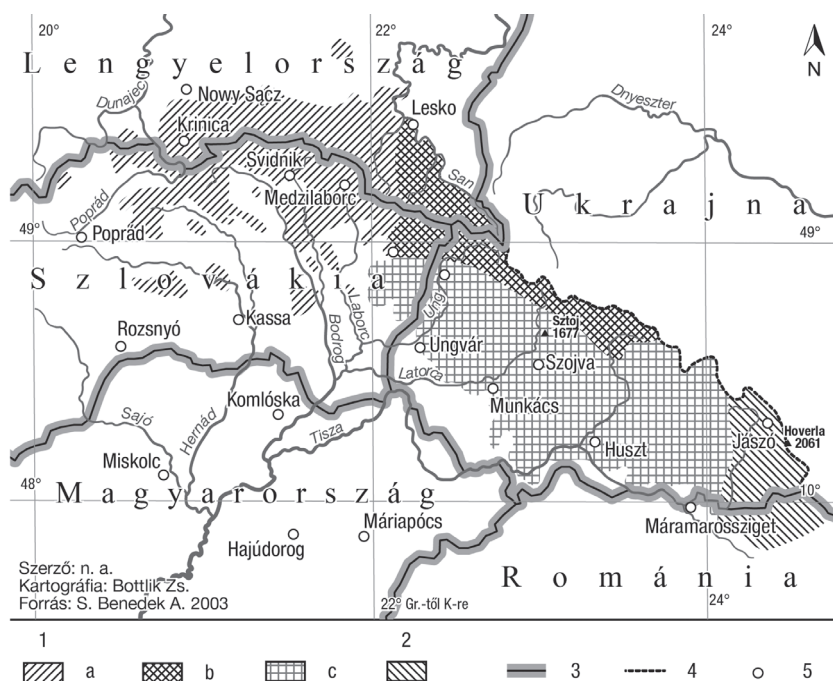 20°
22°
24°
Lengyelország
N
Dunajec
Nowy Sącz
Dnyeszter
Lesko
Krinica
Svidnik
San
Medzilaborc
Ukrajna
Poprád
Poprád
49°
49°
Szlovákia
Ung
Laborc
Sztoj
1677
Kassa
Bodrog
Rozsnyó
Ungvár
Szojva
Latorca
Munkács
Komlóska
Hoverla
2061
Jászó
Sajó
Hernád
Tisza
Huszt
Miskolc
48°
10°
Magyarország
Máriapócs
Máramarossziget
Hajúdorog
Szerző: n. a.
Kartográfia: Bottlik Zs.
Forrás: S. Benedek A. 2003
Románia
22° Gr.-től K-re
24°
1 2
a b c 3 4 5